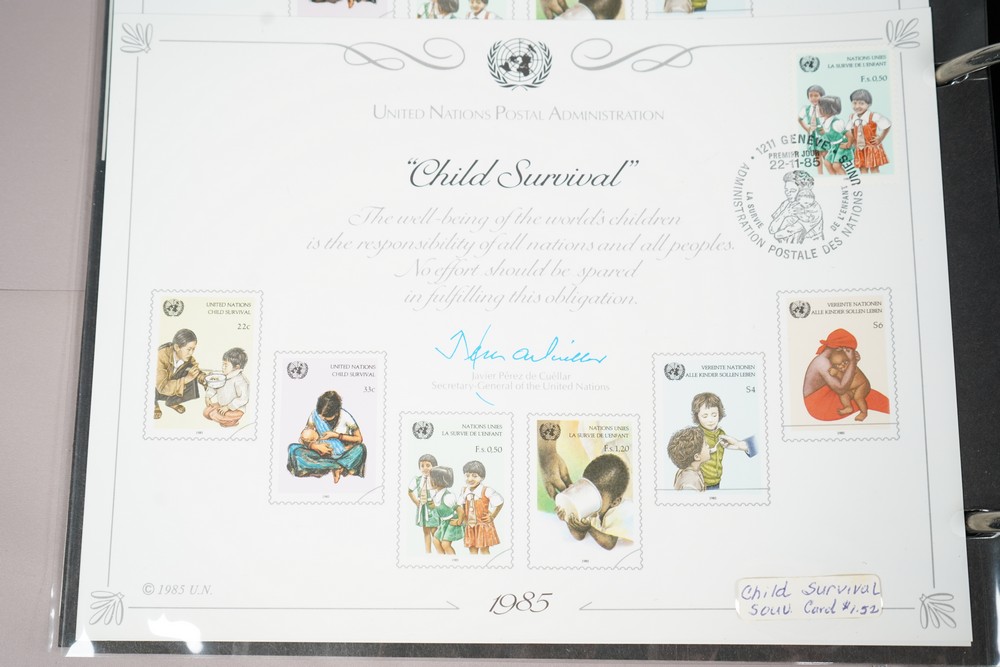 UNITED NATIONS POSTAL ADMINISTRATION
"Child Survival"
The well-being of the world's children
is the responsibility of all nations and all peoples.
No effort should be spared
in fulfilling this obligation.
Javier Pérez de Cuéllar
Secretary-General of the United Nations
NATIONS UNIES
LA SURVIE DE L'ENFANT
F.s. 0,50
1211 GENÈVE
PREMIER JOUR
22-11-85
LA SURVIE DE L'ENFANT
ADMINISTRATION POSTALE DES NATIONS UNIES
UNITED NATIONS
CHILD SURVIVAL
22c
UNITED NATIONS
CHILD SURVIVAL
33c
NATIONS UNIES
LA SURVIE DE L'ENFANT
F.s. 0,50
NATIONS UNIES
LA SURVIE DE L'ENFANT
F.s. 1,20
VEREINTE NATIONEN
ALLE KINDER SOLLEN LEBEN
S4
VEREINTE NATIONEN
ALLE KINDER SOLLEN LEBEN
S6
© 1985 U.N.
1985
Child Survival
Souv. Card $1.52